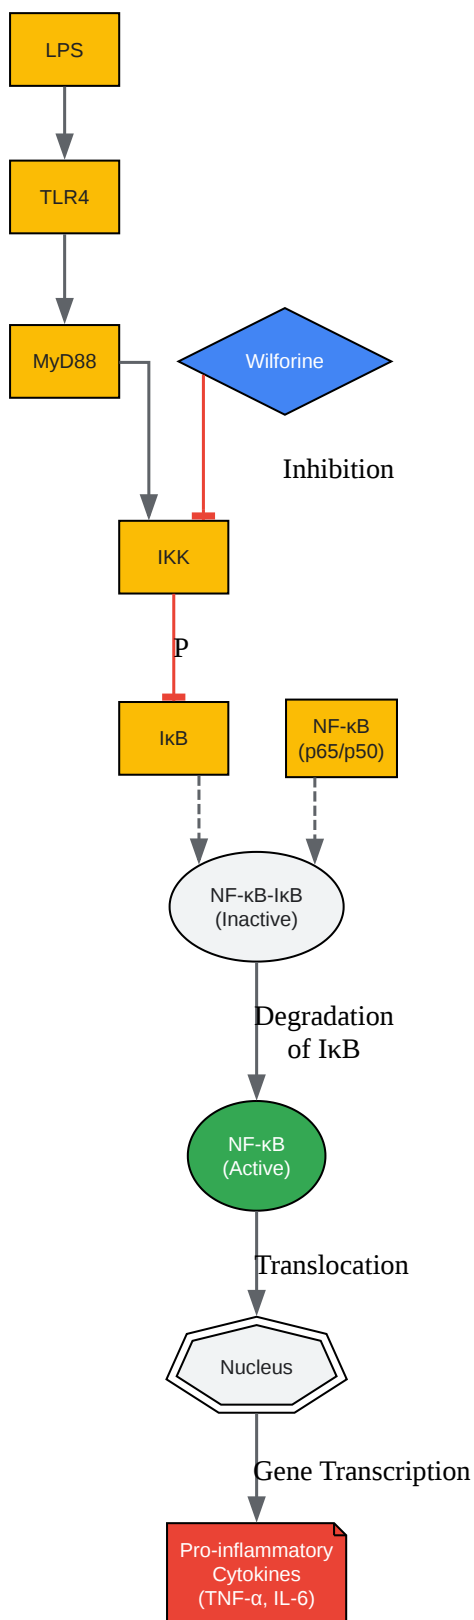 LPS
TLR4
MyD88
Wilforine
Inhibition
IKK
P
IκB
NF-κB
(p65/p50)
NF-κB-IκB
(Inactive)
Degradation
of IκB
NF-κB
(Active)
Translocation
Nucleus
Gene Transcription
Pro-inflammatory
Cytokines
(TNF-α, IL-6)